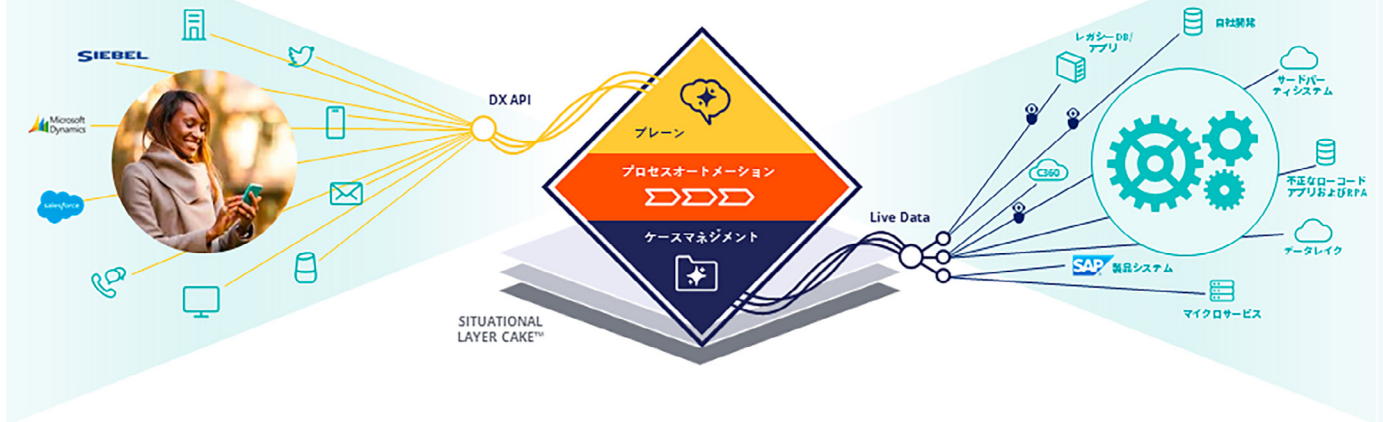 SIEBEL
Microsoft
Dynamics
salesforce
DX API
ブレーン
プロセスオートメーション
ケースマネジメント
SITUATIONAL
LAYER CAKE™
Live Data
レガシーDB/
アプリ
自社開発
サードパー
ティシステム
C360
不正なローコード
アプリおよびRPA
データレイク
SAP
製品システム
マイクロサービス